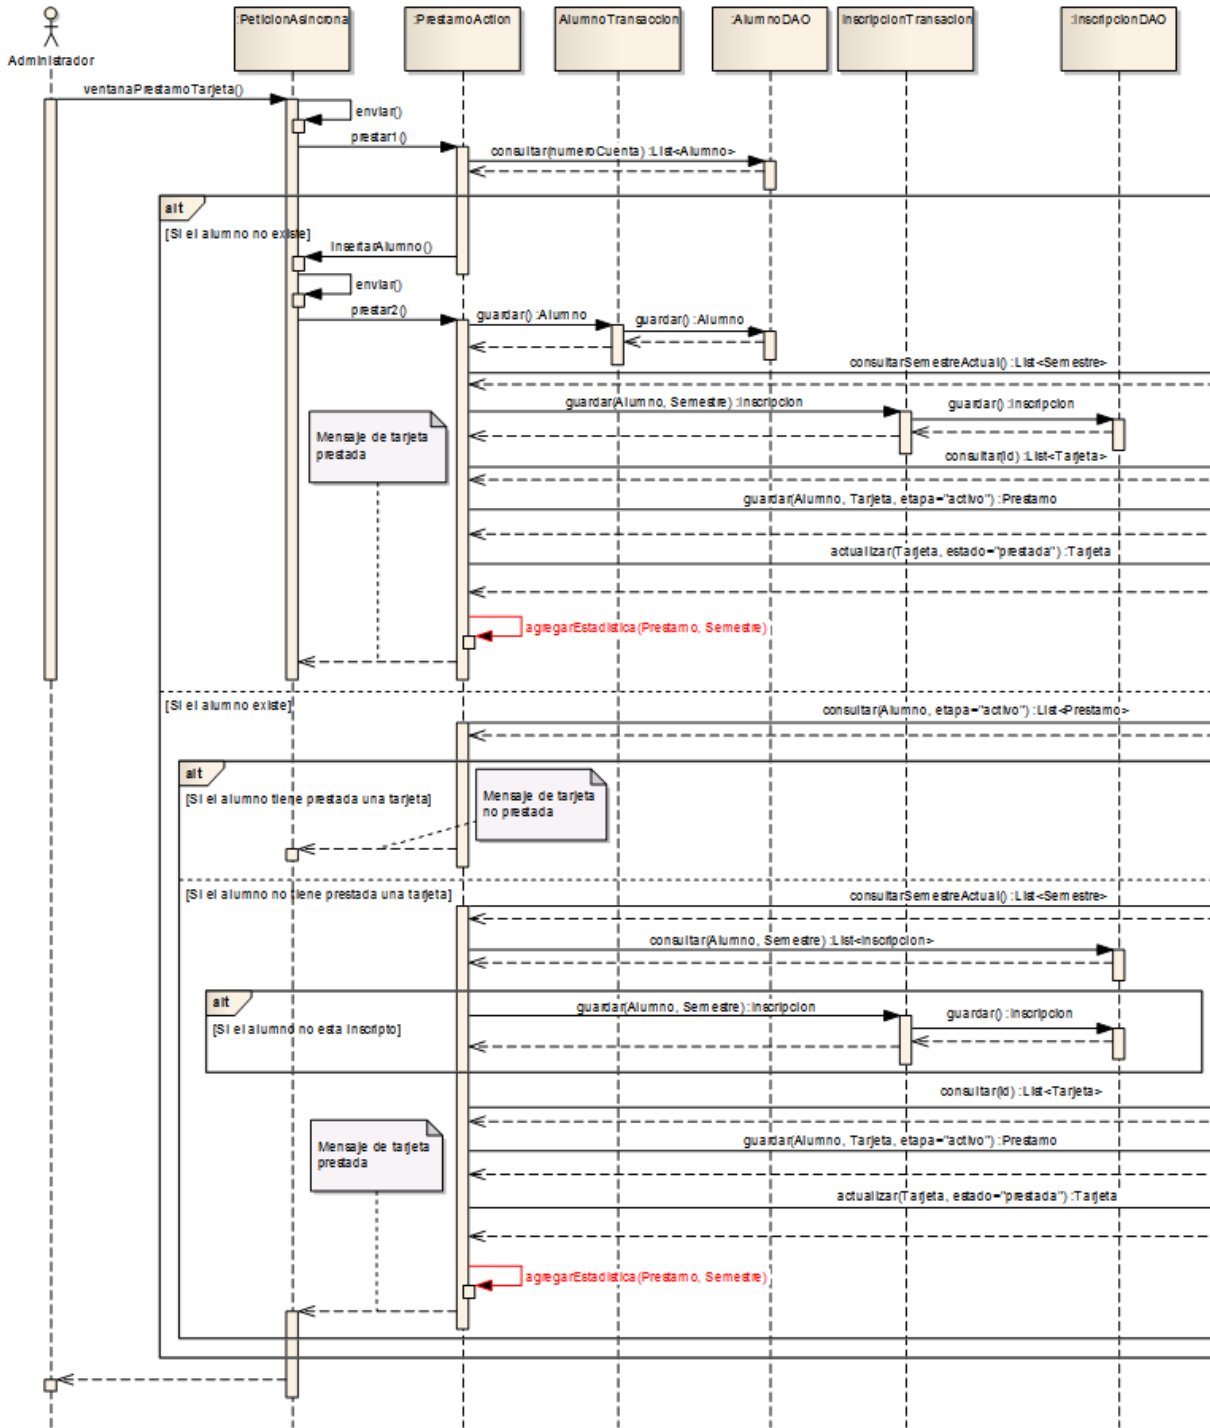 :PeticionAsincrona
:PrestamoAction
AlumnoTransaccion
:AlumnoDAO
InscripcionTransacion
:InscripcionDAO
Administrador
ventanaPrestamoTarjeta()
enviar()
prestar1()
consultar(numeroCuenta) :List<Alumno>
alt
[Si el alumno no existe]
insertarAlumno()
enviar()
prestar2()
guardar() :Alumno
guardar() :Alumno
consultarSemestreActual() :List<Semestre>
guardar(Alumno, Semestre) :Inscripcion
guardar() :Inscripcion
Mensaje de tarjeta
prestada
consultar(id) :List<Tarjeta>
guardar(Alumno, Tarjeta, etapa="activo") :Prestamo
actualizar(Tarjeta, estado="prestada") :Tarjeta
agregarEstadistica(Prestamo, Semestre)
[Si el alumno existe]
consultar(Alumno, etapa="activo") :List<Prestamo>
alt
[Si el alumno tiene prestada una tarjeta]
Mensaje de tarjeta
no prestada
[Si el alumno no tiene prestada una tarjeta]
consultarSemestreActual() :List<Semestre>
consultar(Alumno, Semestre) :List<Inscripcion>
alt
[Si el alumno no esta inscripto]
guardar(Alumno, Semestre) :Inscripcion
guardar() :Inscripcion
consultar(id) :List<Tarjeta>
Mensaje de tarjeta
prestada
guardar(Alumno, Tarjeta, etapa="activo") :Prestamo
actualizar(Tarjeta, estado="prestada") :Tarjeta
agregarEstadistica(Prestamo, Semestre)